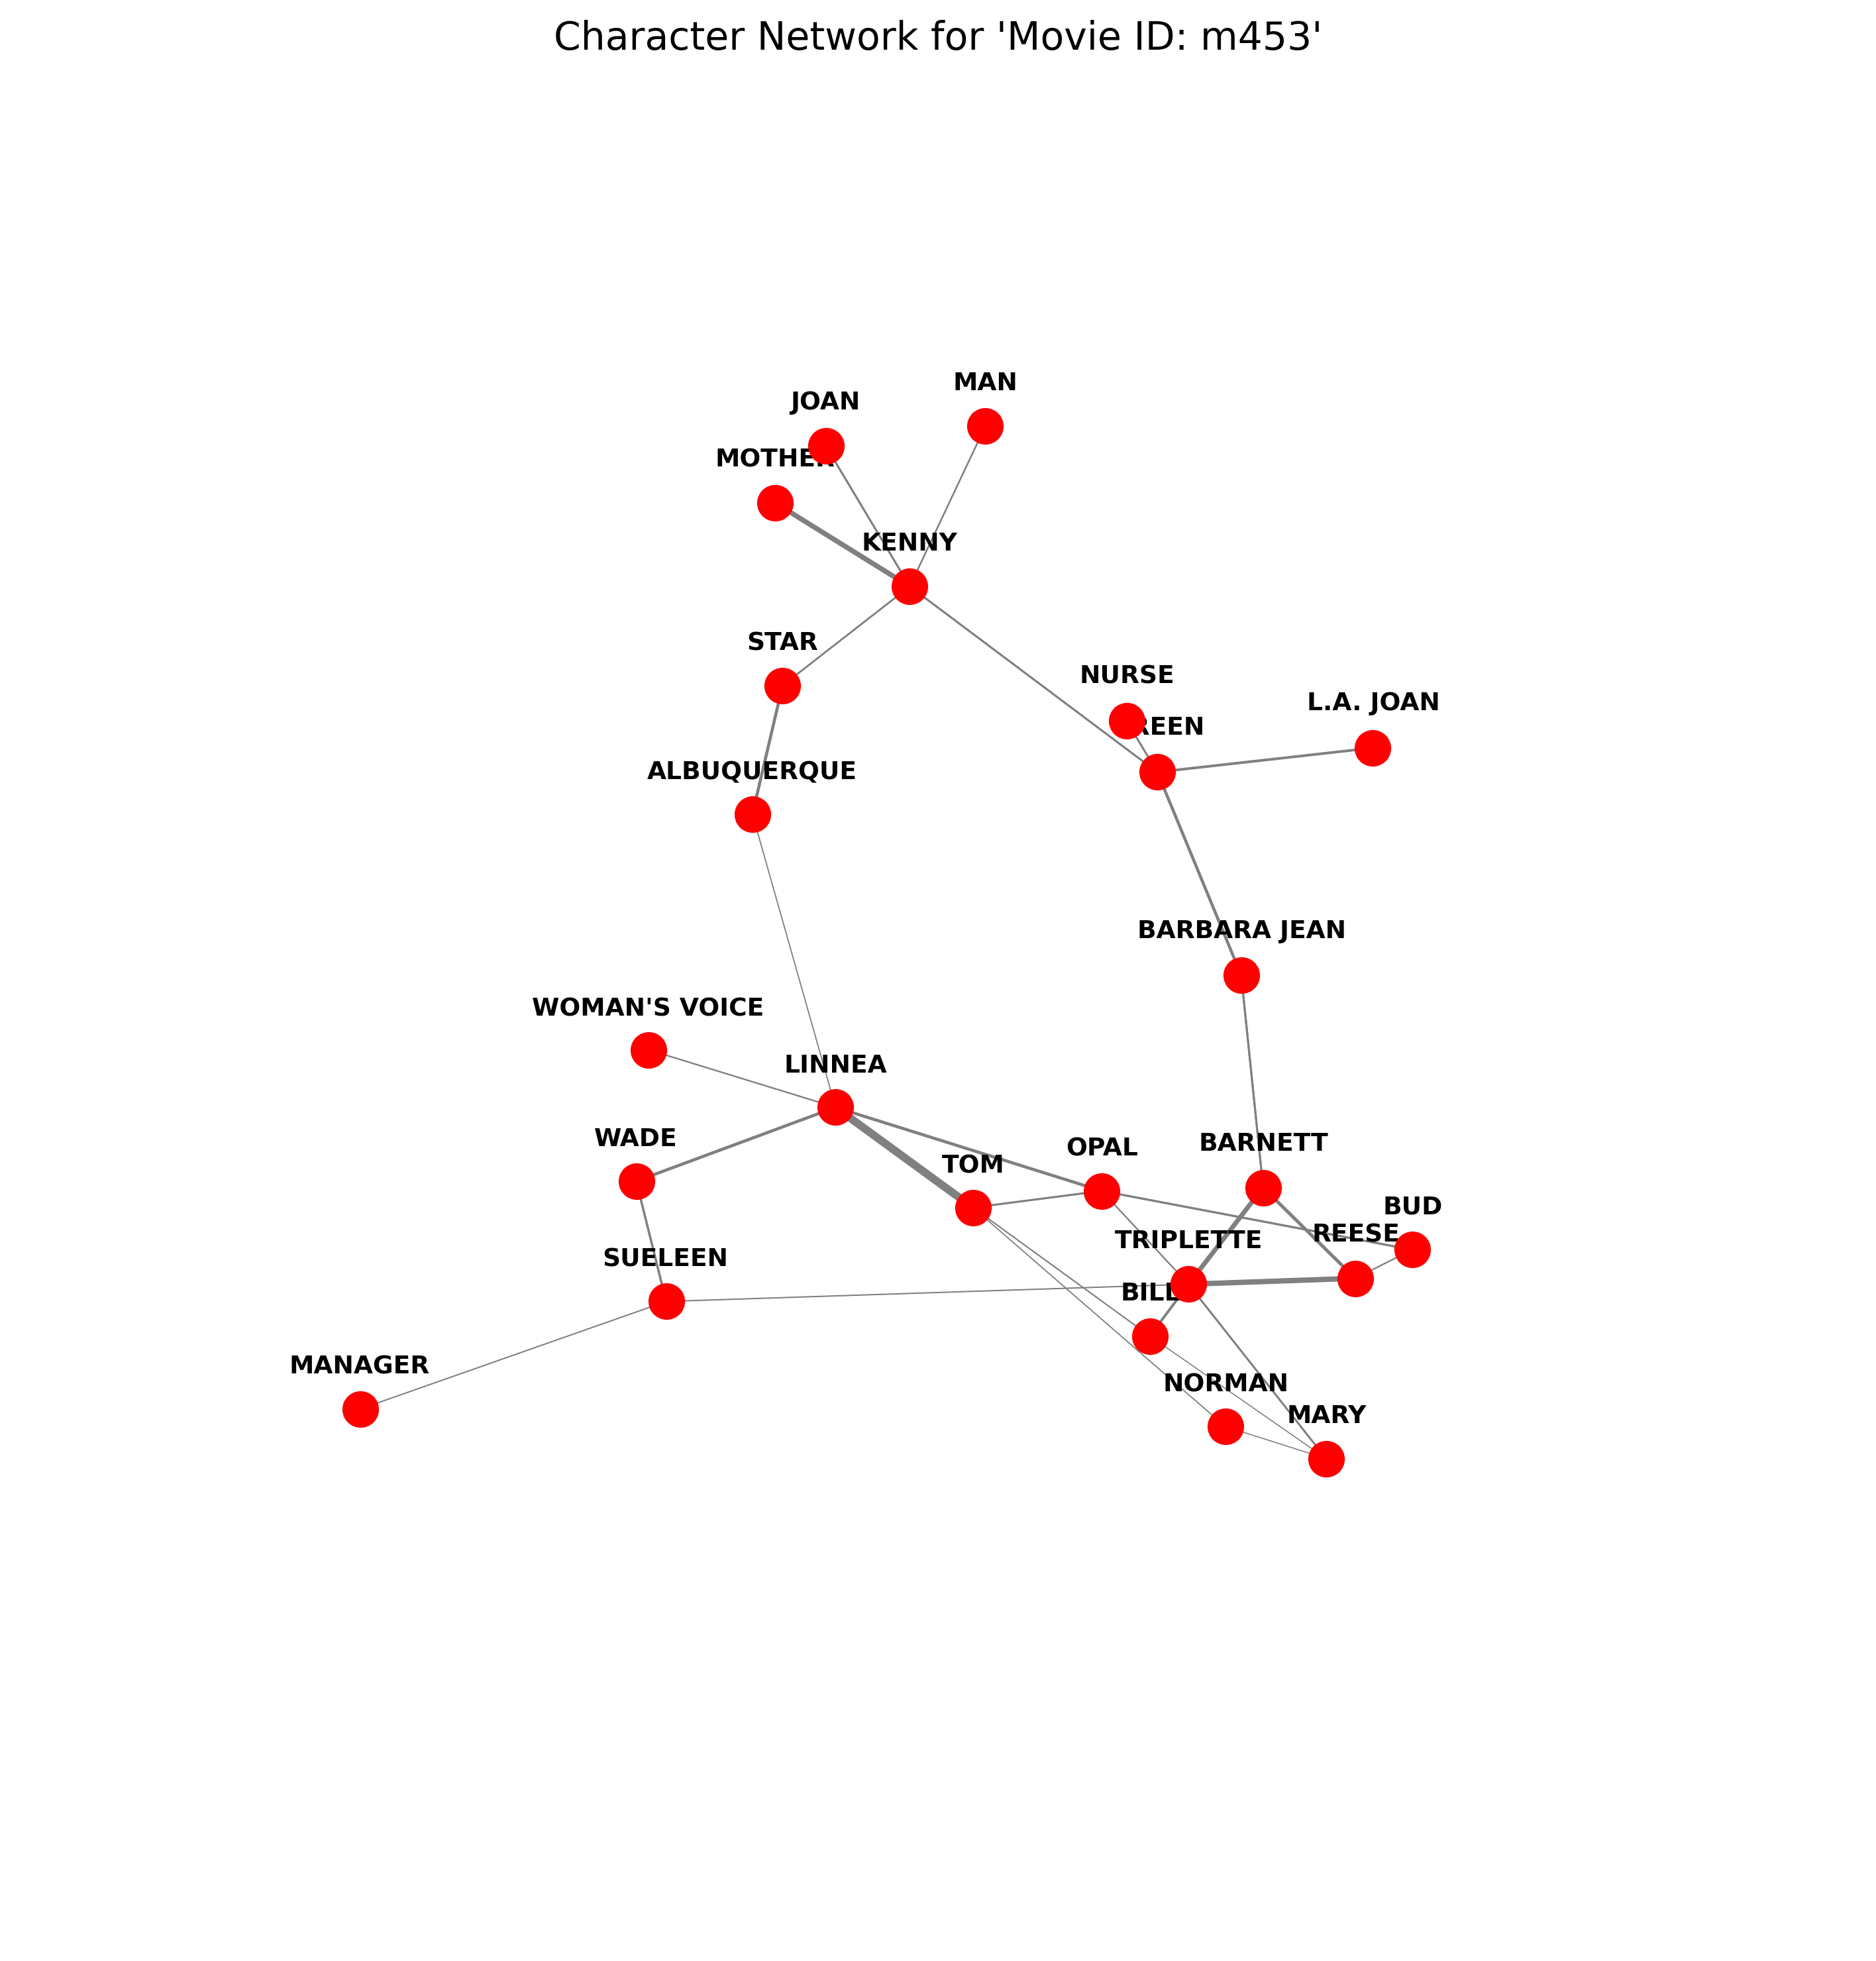 Character Network for 'Movie ID: m453'
MAN
JOAN
MOTHER
KENNY
STAR
NURSE
L.A. JOAN
ALBUQUERQUE
BARBARA JEAN
WOMAN'S VOICE
LINNEA
WADE
OPAL
BARNETT
TOM
BUD
REESE
TRIPLETTE
SUELEEN
BILL
MANAGER
NORMAN
MARY